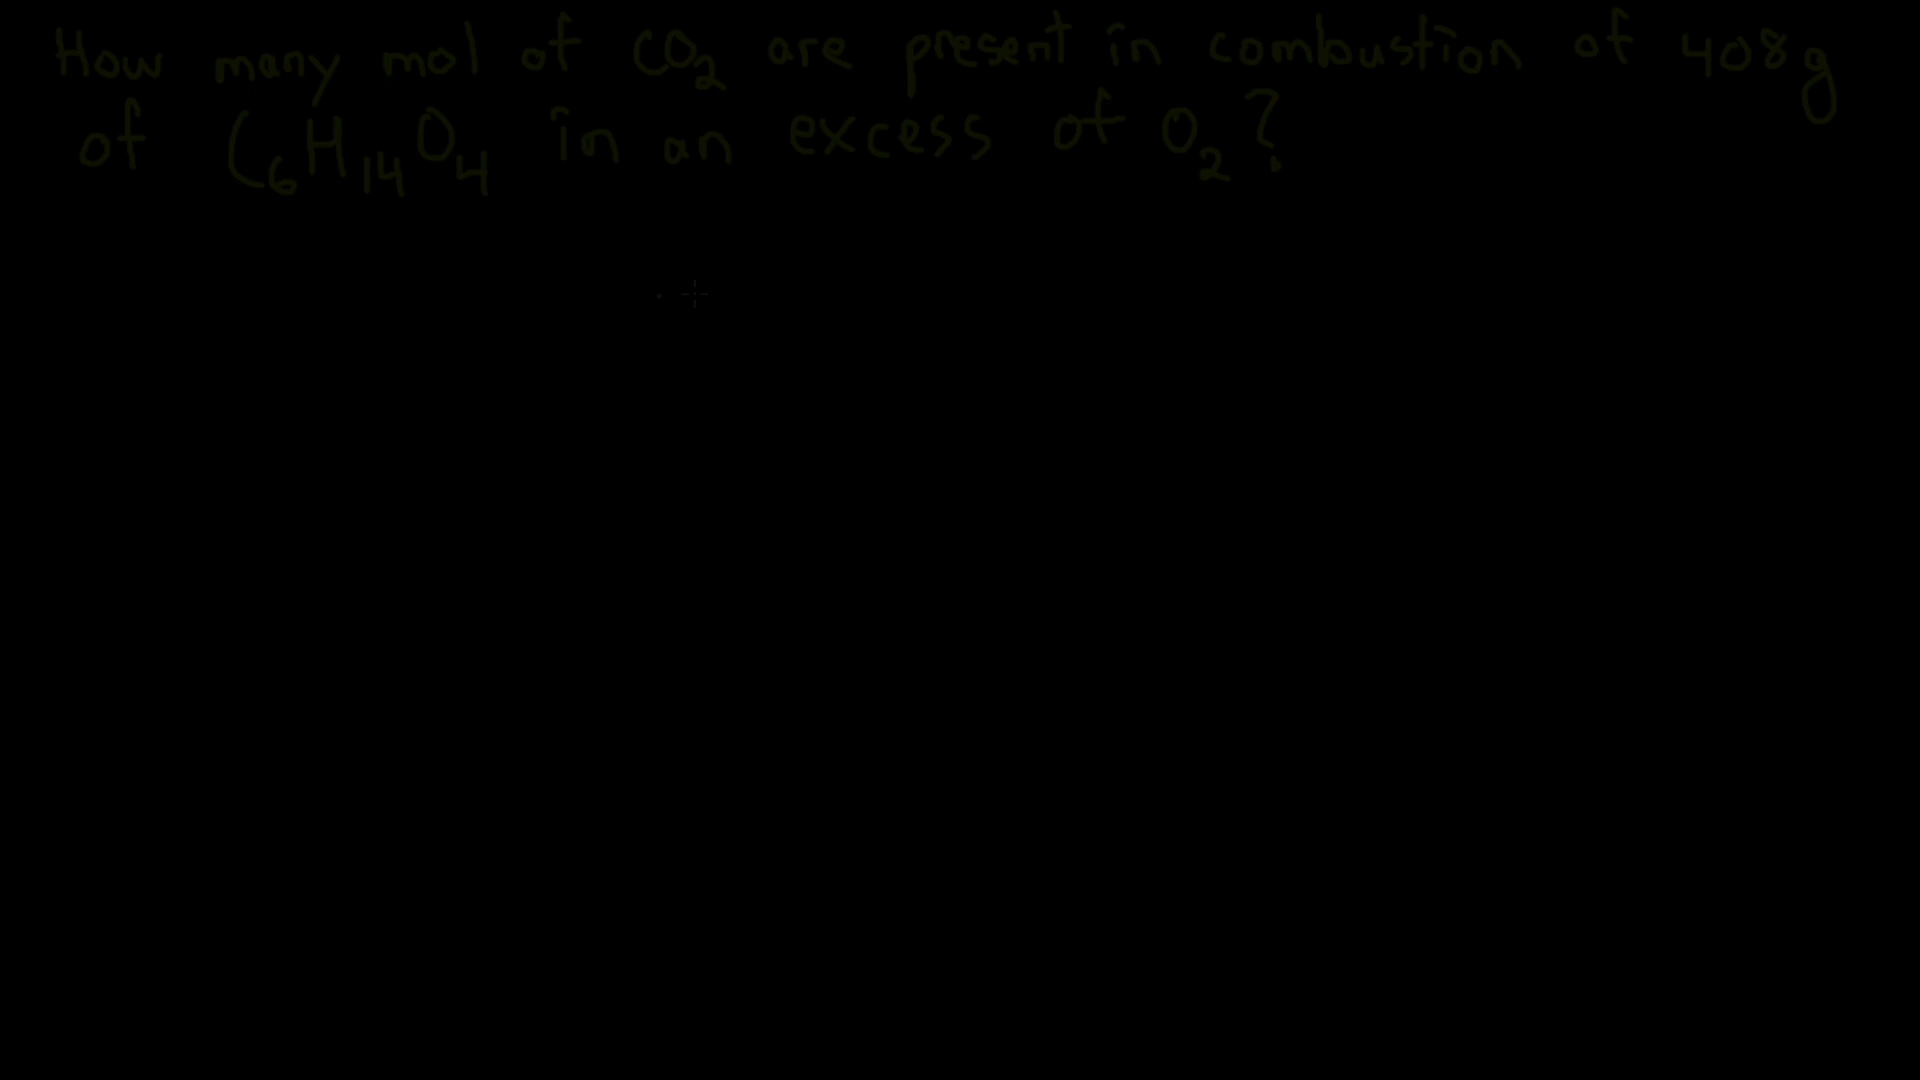 How many mol of CO₂ are present in combustion of 408g
of C₆H₁₄O₄ in an excess of O₂?